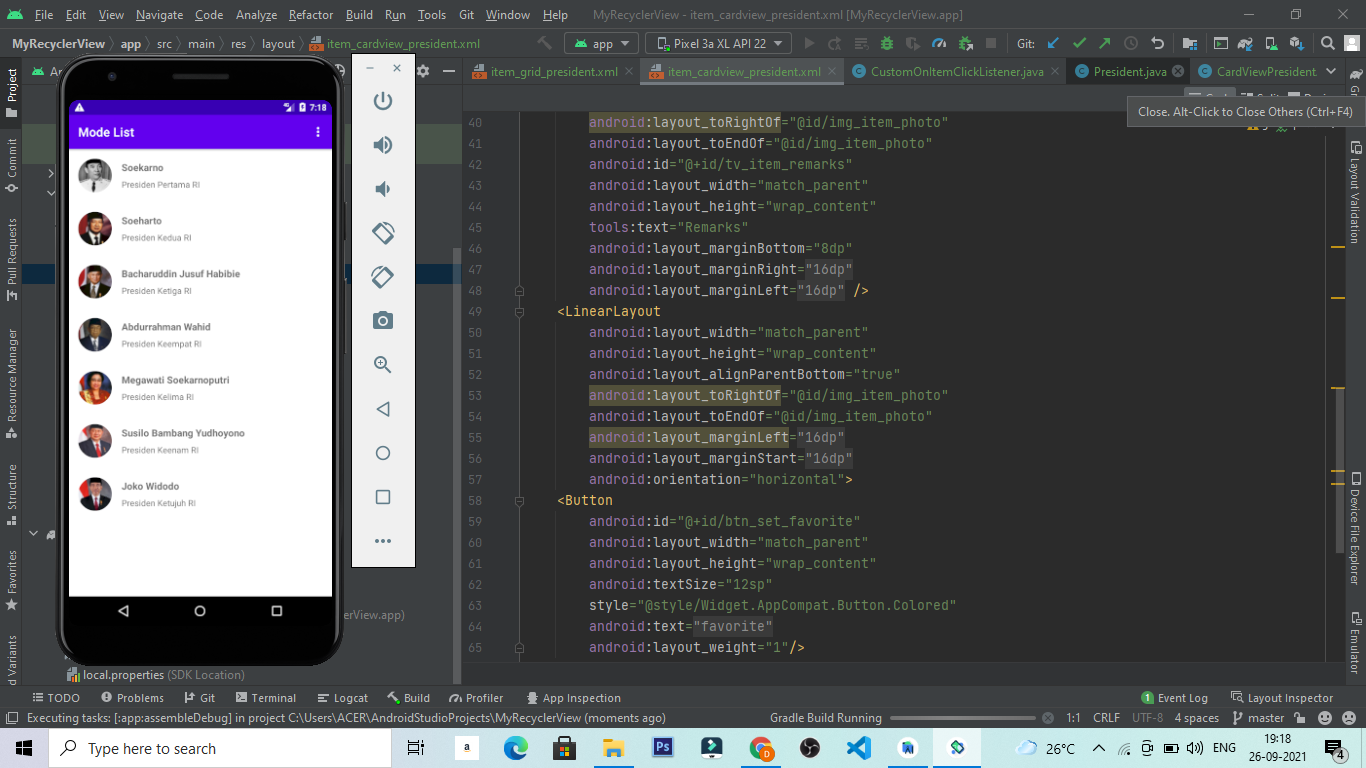 File Edit View Navigate Code Analyze Refactor Build Run Tools Git Window Help MyRecyclerView - item_cardview_president.xml [MyRecyclerView.app]
MyRecyclerView app src main res layout item_cardview_president.xml app Pixel 3a XL API 22 Git:
item_grid_president.xml item_cardview_president.xml CustomOnItemClickListener.java President.java CardViewPresident
Close. Alt-Click to Close Others (Ctrl+F4)
Project
Commit
Pull Requests
Resource Manager
Structure
Favorites
d Variants
7:18
Mode List
Soekarno
Presiden Pertama RI
Soeharto
Presiden Kedua RI
Bacharuddin Jusuf Habibie
Presiden Ketiga RI
Abdurrahman Wahid
Presiden Keempat RI
Megawati Soekarnoputri
Presiden Kelima RI
Susilo Bambang Yudhoyono
Presiden Keenam RI
Joko Widodo
Presiden Ketujuh RI
clerView.app)
local.properties (SDK Location)
40 android:layout_toRightOf="@id/img_item_photo"
41 android:layout_toEndOf="@id/img_item_photo"
42 android:id="@+id/tv_item_remarks"
43 android:layout_width="match_parent"
44 android:layout_height="wrap_content"
45 tools:text="Remarks"
46 android:layout_marginBottom="8dp"
47 android:layout_marginRight="16dp"
48 android:layout_marginLeft="16dp" />
49 <LinearLayout
50 android:layout_width="match_parent"
51 android:layout_height="wrap_content"
52 android:layout_alignParentBottom="true"
53 android:layout_toRightOf="@id/img_item_photo"
54 android:layout_toEndOf="@id/img_item_photo"
55 android:layout_marginLeft="16dp"
56 android:layout_marginStart="16dp"
57 android:orientation="horizontal">
58 <Button
59 android:id="@+id/btn_set_favorite"
60 android:layout_width="match_parent"
61 android:layout_height="wrap_content"
62 android:textSize="12sp"
63 style="@style/Widget.AppCompat.Button.Colored"
64 android:text="favorite"
65 android:layout_weight="1"/>
Layout Validation
Device File Explorer
Emulator
TODO Problems Git Terminal Logcat Build Profiler App Inspection 1 Event Log Layout Inspector
Executing tasks: [:app:assembleDebug] in project C:\Users\ACER\AndroidStudioProjects\MyRecyclerView (moments ago) Gradle Build Running 1:1 CRLF UTF-8 4 spaces master
Type here to search a Ps D 26°C ENG 19:18
26-09-2021 4